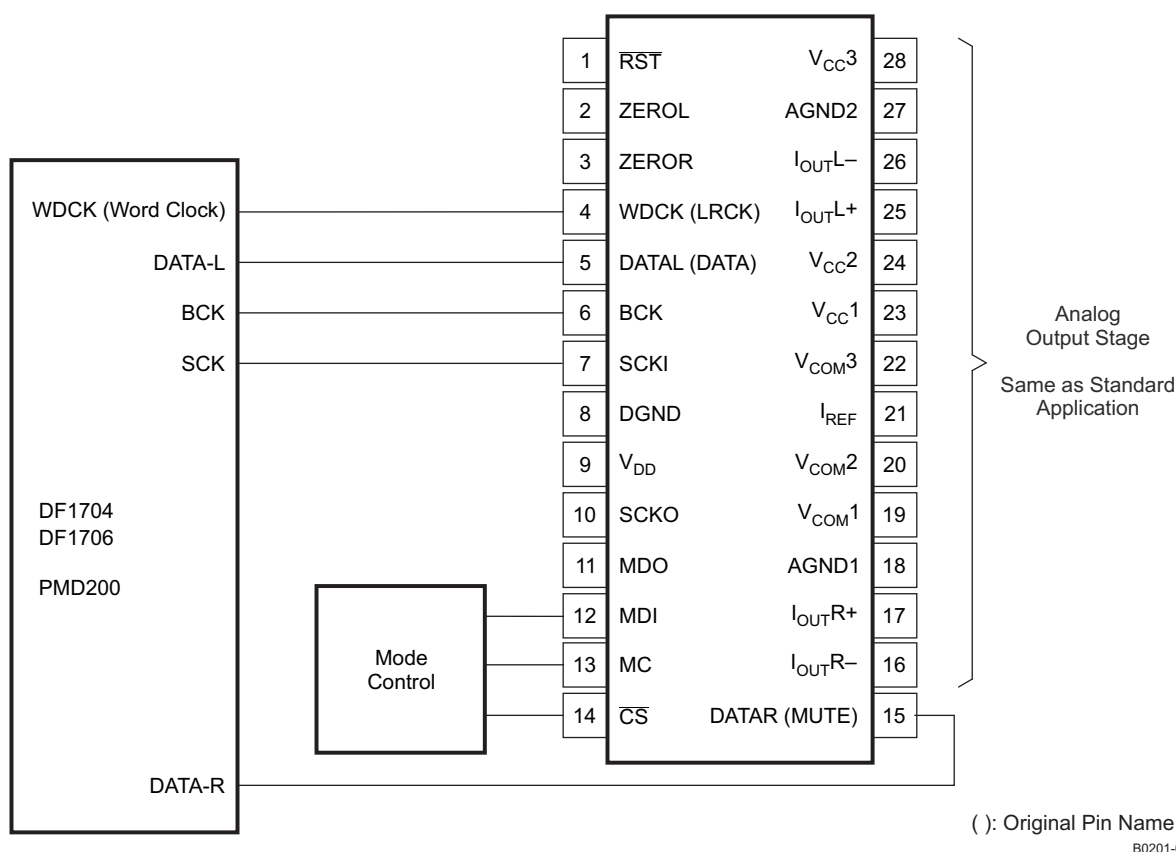 WDCK (Word Clock)
DATA-L
BCK
SCK
DF1704
DF1706
PMD200
DATA-R
Mode
Control
1 RST VCC3 28
2 ZEROL AGND2 27
3 ZEROR IOUTL– 26
4 WDCK (LRCK) IOUTL+ 25
5 DATAL (DATA) VCC2 24
6 BCK VCC1 23
7 SCKI VCOM3 22
8 DGND IREF 21
9 VDD VCOM2 20
10 SCKO VCOM1 19
11 MDO AGND1 18
12 MDI IOUTR+ 17
13 MC IOUTR– 16
14 CS DATAR (MUTE) 15
Analog
Output Stage
Same as Standard
Application
( ): Original Pin Name